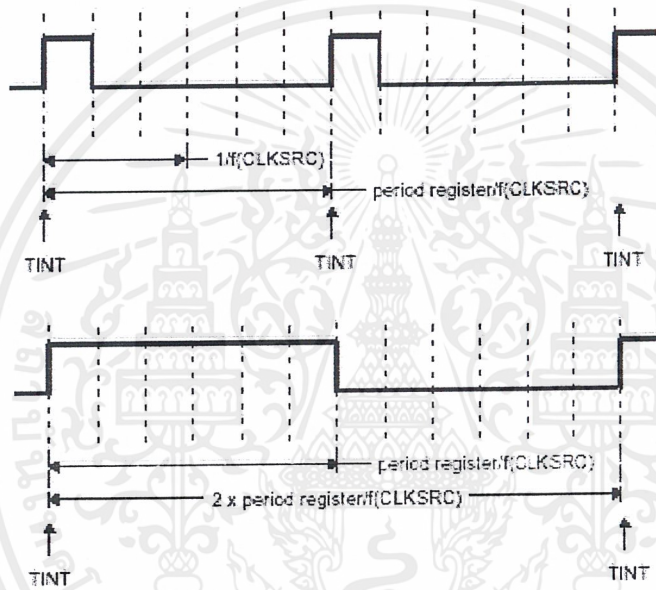 1/f(CLKSRC)
period register/f(CLKSRC)
TINT TINT TINT
period register/f(CLKSRC)
2 x period register/f(CLKSRC)
TINT TINT